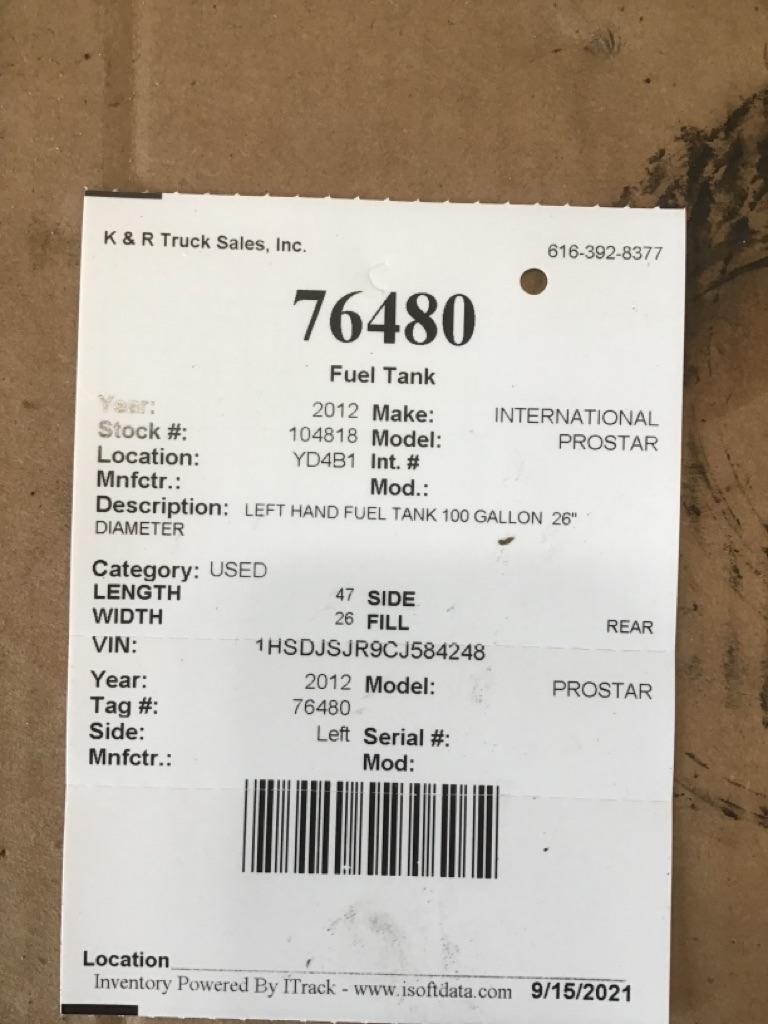 K & R Truck Sales, Inc. 616-392-8377
76480
Fuel Tank
Year: 2012 Make: INTERNATIONAL
Stock #: 104818 Model: PROSTAR
Location: YD4B1 Int. #
Mnfctr.: Mod.:
Description: LEFT HAND FUEL TANK 100 GALLON 26"
DIAMETER
Category: USED
LENGTH 47 SIDE
WIDTH 26 FILL REAR
VIN: 1HSDJSJR9CJ584248
Year: 2012 Model: PROSTAR
Tag #: 76480
Side: Left Serial #:
Mnfctr.: Mod:
Location
Inventory Powered By ITrack - www.isoftdata.com 9/15/2021